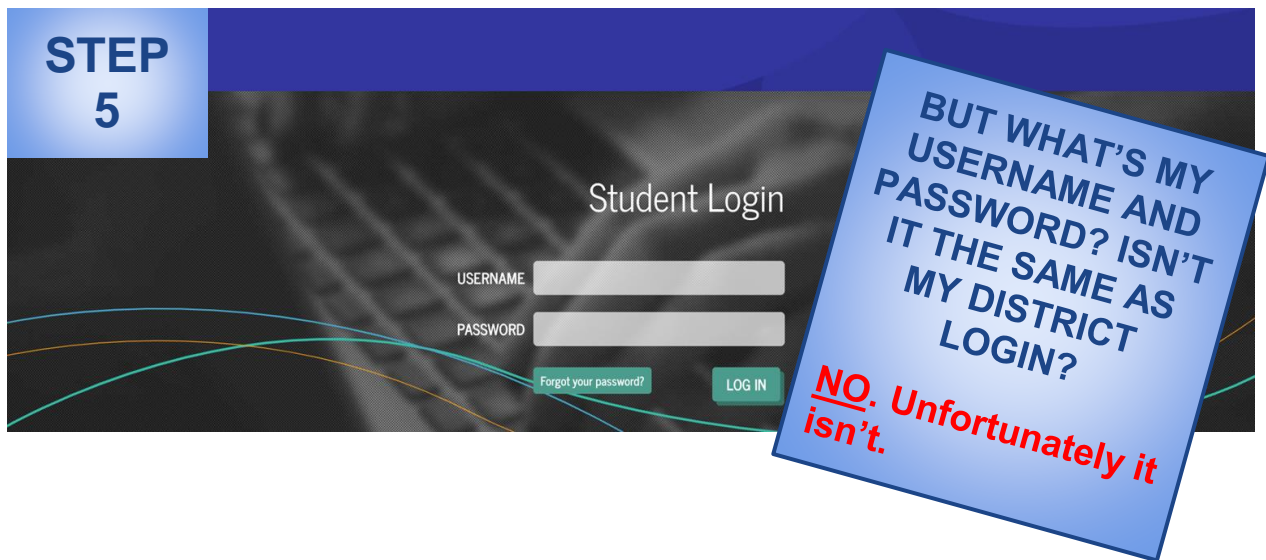 STEP
5
Student Login
USERNAME
PASSWORD
Forgot your password?
LOG IN
BUT WHAT’S MY
USERNAME AND
PASSWORD? ISN’T
IT THE SAME AS
MY DISTRICT
LOGIN?
NO. Unfortunately it
isn’t.